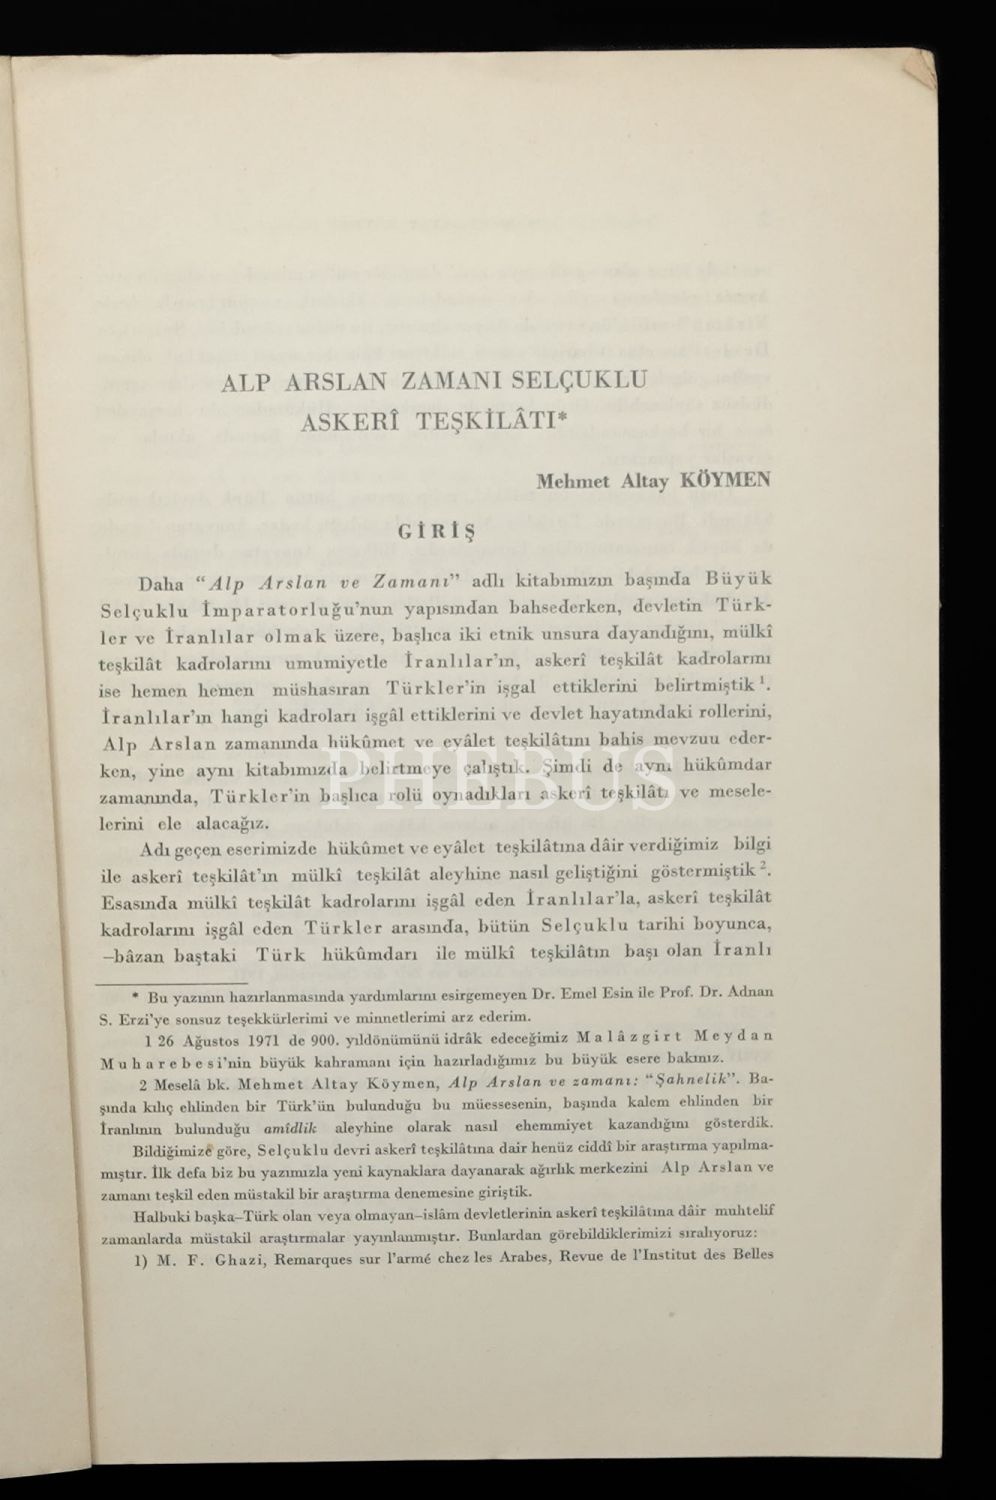 ALP ARSLAN ZAMANI SELÇUKLU
ASKERÎ TEŞKİLÂTI*
Mehmet Altay KÖYMEN
GİRİŞ
Daha “Alp Arslan ve Zamanı” adlı kitabımızın başında Büyük
Selçuklu İmparatorluğu’nun yapısından bahsederken, devletin Türk-
ler ve İranlılar olmak üzere, başlıca iki etnik unsura dayandığını, mülkî
teşkilât kadrolarını umumiyetle İranlılar’ın, askerî teşkilât kadrolarını
ise hemen hemen müshasıran Türkler’in işgal ettiklerini belirtmiştik 1.
İranlılar’ın hangi kadroları işgâl ettiklerini ve devlet hayatındaki rollerini,
Alp Arslan zamanında hükûmet ve eyâlet teşkilâtını bahis mevzuu eder-
ken, yine aynı kitabımızda belirtmeye çalıştık. Şimdi de aynı hükûmdar
zamanında, Türkler’in başlıca rolü oynadıkları askerî teşkilâtı ve mesele-
lerini ele alacağız.
PHEBUS
Adı geçen eserimizde hükûmet ve eyâlet teşkilâtına dâir verdiğimiz bilgi
ile askerî teşkilât’ın mülkî teşkilât aleyhine nasıl geliştiğini göstermiştik 2.
Esasında mülkî teşkilât kadrolarını işgâl eden İranlılar’la, askerî teşkilât
kadrolarını işgâl eden Türkler arasında, bütün Selçuklu tarihi boyunca,
–bâzan baştaki Türk hükûmdarı ile mülkî teşkilâtın başı olan İranlı
* Bu yazının hazırlanmasında yardımlarını esirgemeyen Dr. Emel Esin ile Prof. Dr. Adnan
S. Erzi’ye sonsuz teşekkürlerimi ve minnetlerimi arz ederim.
1 26 Ağustos 1971 de 900. yıldönümünü idrâk edeceğimiz Malâzgirt Meydan
Muharebesi’nin büyük kahramanı için hazırladığımız bu büyük esere bakınız.
2 Meselâ bk. Mehmet Altay Köymen, Alp Arslan ve zamanı: “Şahnelik”. Ba-
şında kılıç ehlinden bir Türk’ün bulunduğu bu müessesenin, başında kalem ehlinden bir
İranlının bulunduğu amîdlik aleyhine olarak nasıl ehemmiyet kazandığını gösterdik.
Bildiğimize göre, Selçuklu devri askerî teşkilâtına dair henüz ciddî bir araştırma yapılma-
mıştır. İlk defa biz bu yazımızla yeni kaynaklara dayanarak ağırlık merkezini Alp Arslan ve
zamanı teşkil eden müstakil bir araştırma denemesine giriştik.
Halbuki başka–Türk olan veya olmayan–islâm devletlerinin askerî teşkilâtına dâir muhtelif
zamanlarda müstakil araştırmalar yayınlanmıştır. Bunlardan görebildiklerimizi sıralıyoruz:
1) M. F. Ghazi, Remarques sur l’armé chez les Arabes, Revue de l’Institut des Belles